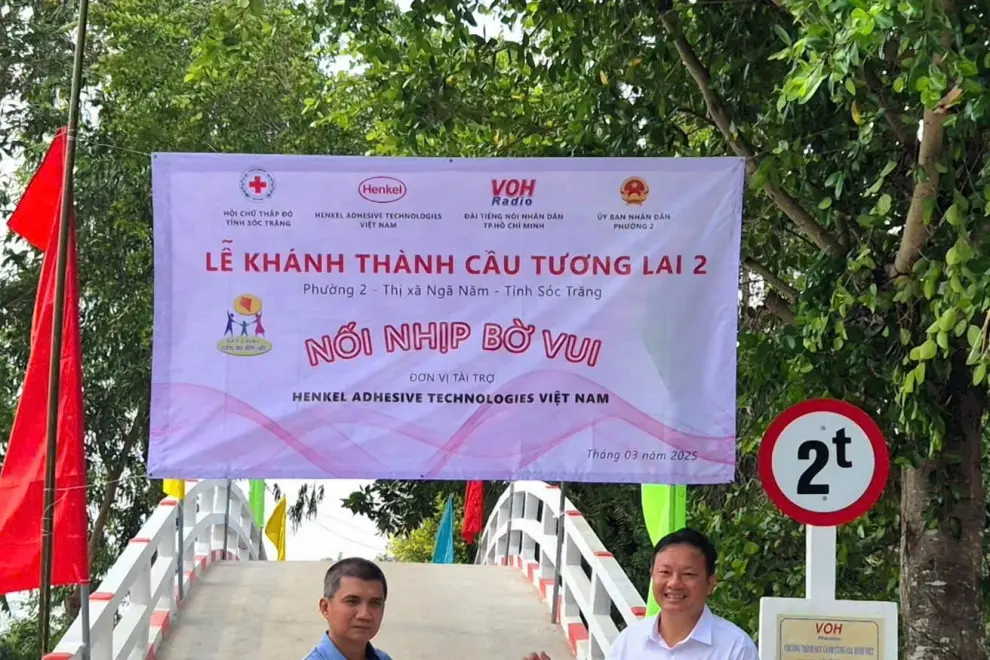 HỘI CHỮ THẬP ĐỎ
TỈNH SÓC TRĂNG
Henkel
HENKEL ADHESIVE TECHNOLOGIES
VIỆT NAM
VOH
Radio
ĐÀI TIẾNG NÓI NHÂN DÂN
TP.HỒ CHÍ MINH
ỦY BAN NHÂN DÂN
PHƯỜNG 2
LỄ KHÁNH THÀNH CẦU TƯƠNG LAI 2
Phường 2 - Thị xã Ngã Năm - Tỉnh Sóc Trăng
NỐI NHỊP BỜ VUI
ĐƠN VỊ TÀI TRỢ
HENKEL ADHESIVE TECHNOLOGIES VIỆT NAM
Tháng 03 năm 2025
2t
VOH